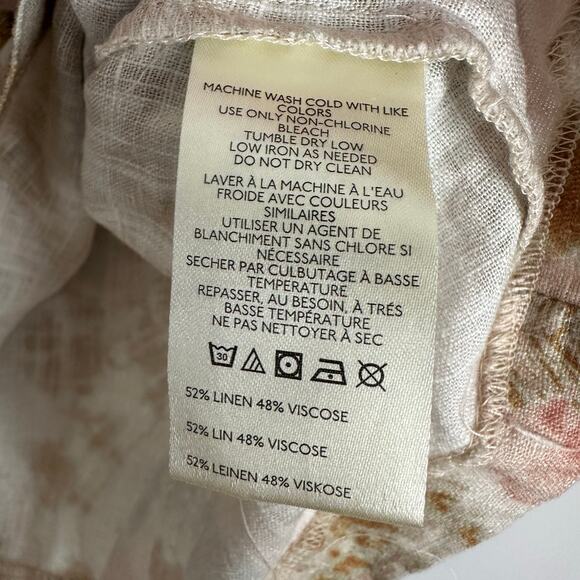 MACHINE WASH COLD WITH LIKE
COLORS
USE ONLY NON-CHLORINE
BLEACH
TUMBLE DRY LOW
LOW IRON AS NEEDED
DO NOT DRY CLEAN
LAVER À LA MACHINE À L'EAU
FROIDE AVEC COULEURS
SIMILAIRES
UTILISER UN AGENT DE
BLANCHIMENT SANS CHLORE SI
NÉCESSAIRE
SECHER PAR CULBUTAGE À BASSE
TEMPERATURE
REPASSER, AU BESOIN, À TRÉS
BASSE TEMPÉRATURE
NE PAS NETTOYER À SEC
30
52% LINEN 48% VISCOSE
52% LIN 48% VISCOSE
52% LEINEN 48% VISKOSE